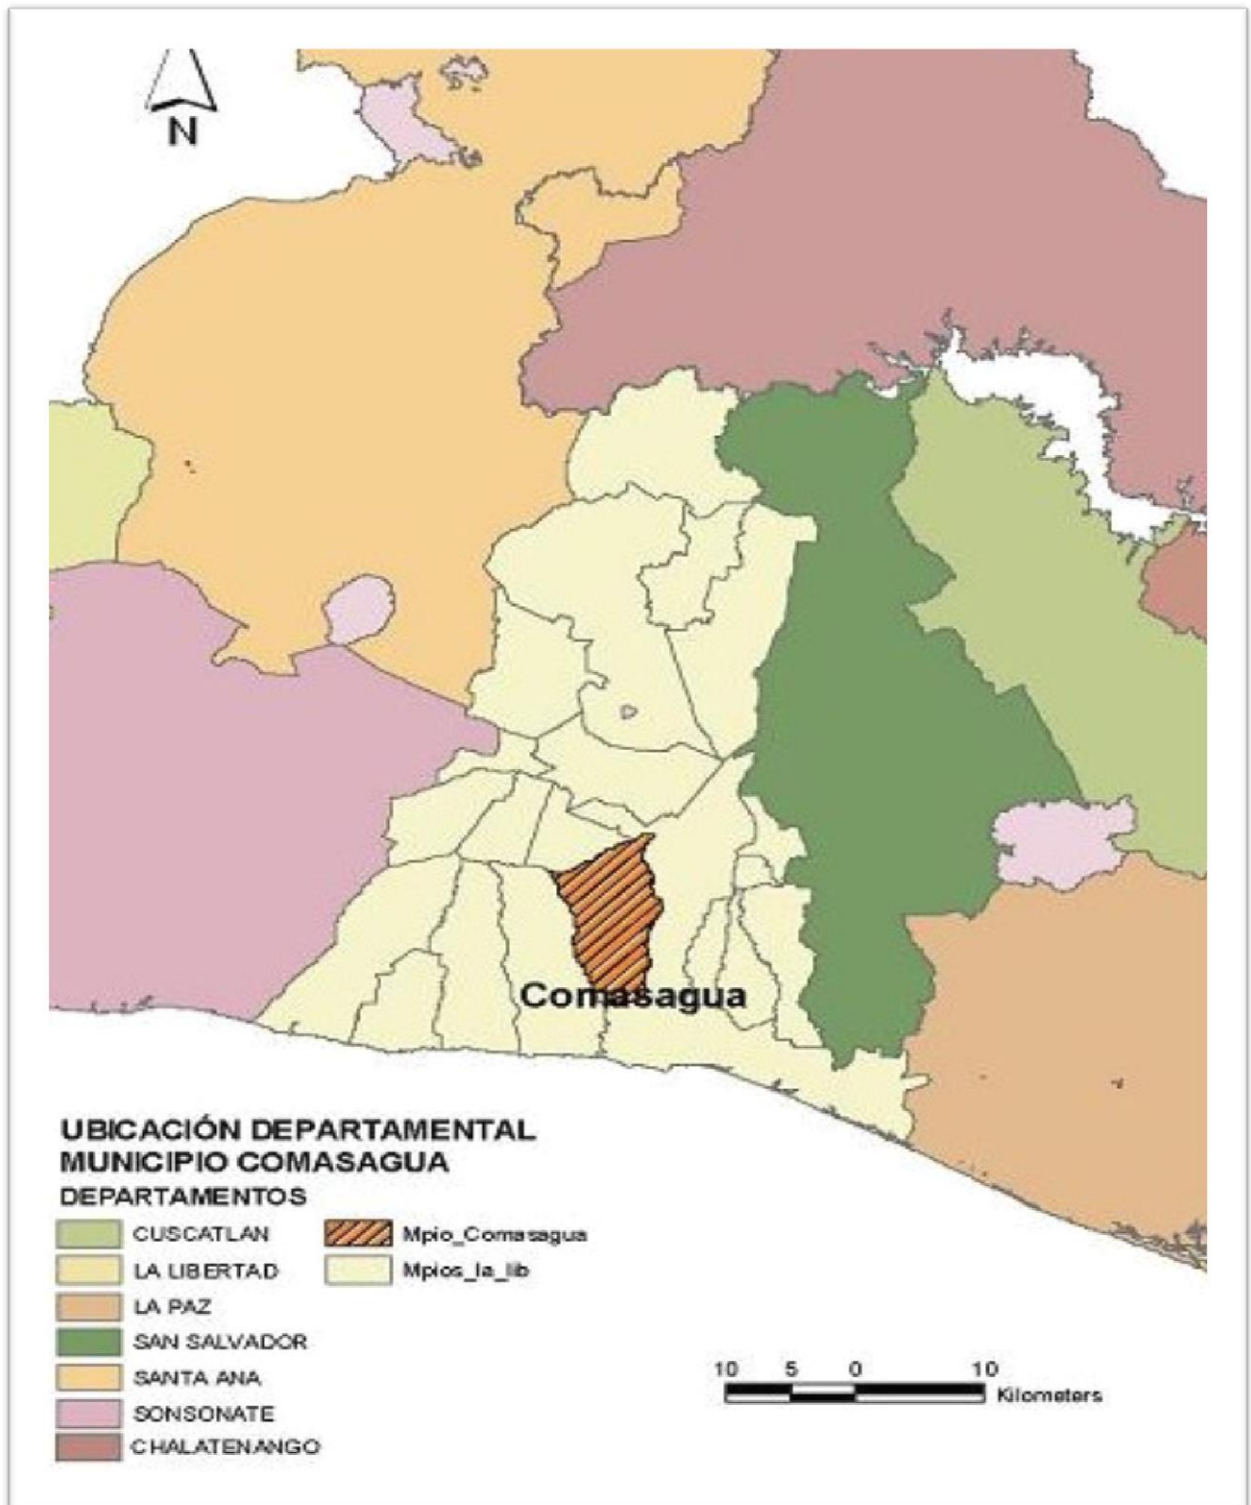 N
Comasagua
UBICACIÓN DEPARTAMENTAL
MUNICIPIO COMASAGUA
DEPARTAMENTOS
CUSCATLAN
LA LIBERTAD
LA PAZ
SAN SALVADOR
SANTA ANA
SONSONATE
CHALATENANGO
Mpio_Comasagua
Mpios_la_lib
10 5 0 10
Kilometers